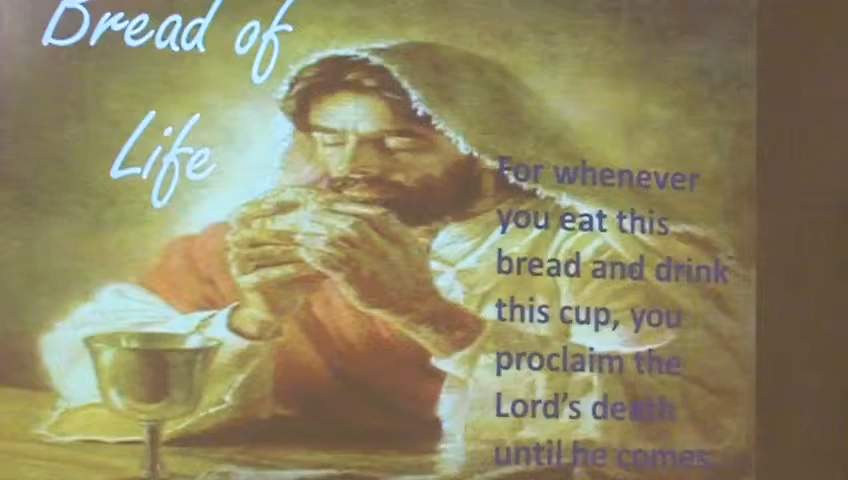 Bread of
Life
For whenever
you eat this
bread and drink
this cup, you
proclaim the
Lord's death
until he comes.